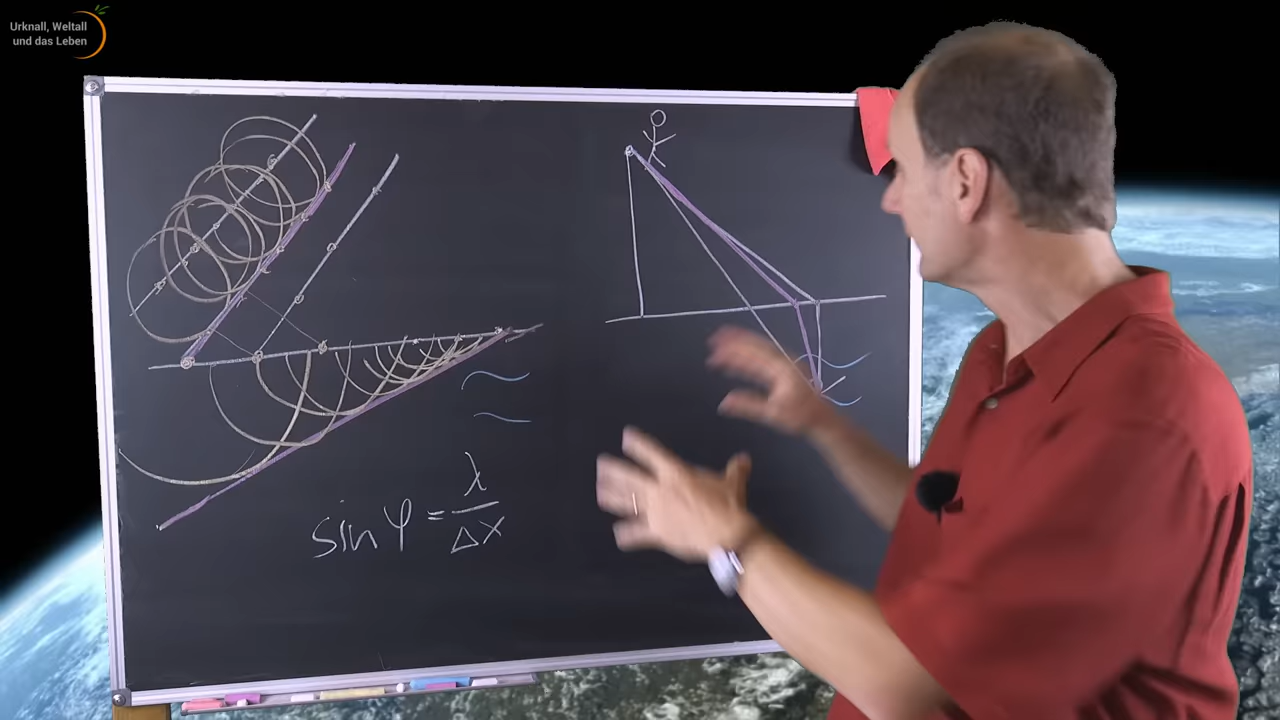 Urknall, Weltall
und das Leben
sin φ = λ/Δx